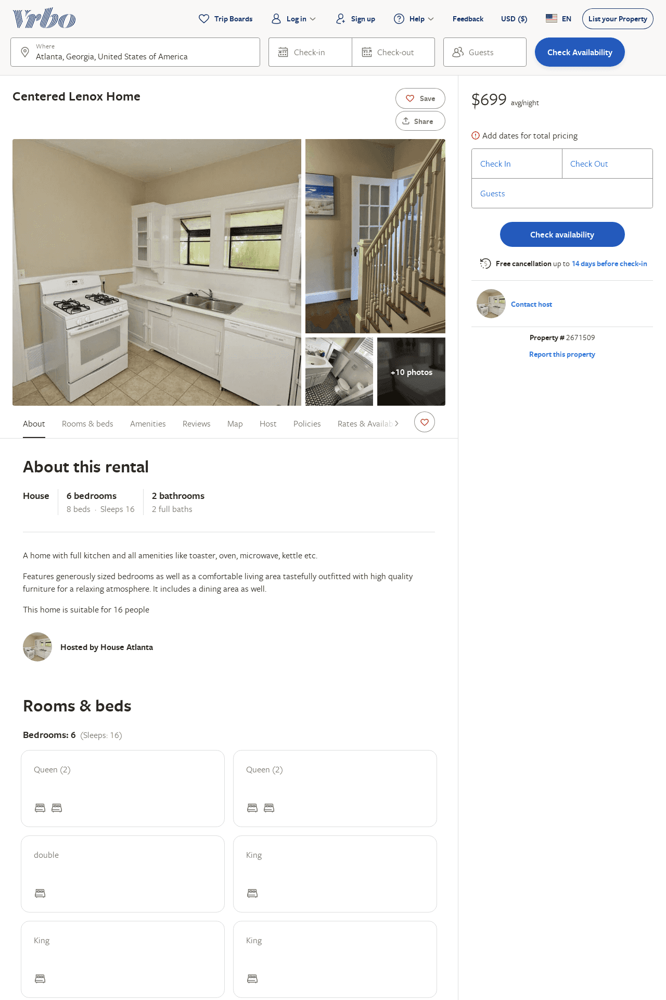 Vrbo
Trip Boards
Log in
Sign up
Help
Feedback
USD ($)
EN
List your Property
Where
Atlanta, Georgia, United States of America
Check-in
Check-out
Guests
Check Availability
Centered Lenox Home
Save
Share
+10 photos
$699 avg/night
Add dates for total pricing
Check In
Check Out
Guests
Check availability
Free cancellation up to 14 days before check-in
Contact host
Property # 2671509
Report this property
About
Rooms & beds
Amenities
Reviews
Map
Host
Policies
Rates & Availab
About this rental
House
6 bedrooms
8 beds · Sleeps 16
2 bathrooms
2 full baths
A home with full kitchen and all amenities like toaster, oven, microwave, kettle etc.
Features generously sized bedrooms as well as a comfortable living area tastefully outfitted with high quality
furniture for a relaxing atmosphere. It includes a dining area as well.
This home is suitable for 16 people
Hosted by House Atlanta
Rooms & beds
Bedrooms: 6 (Sleeps: 16)
Queen (2)
Queen (2)
double
King
King
King